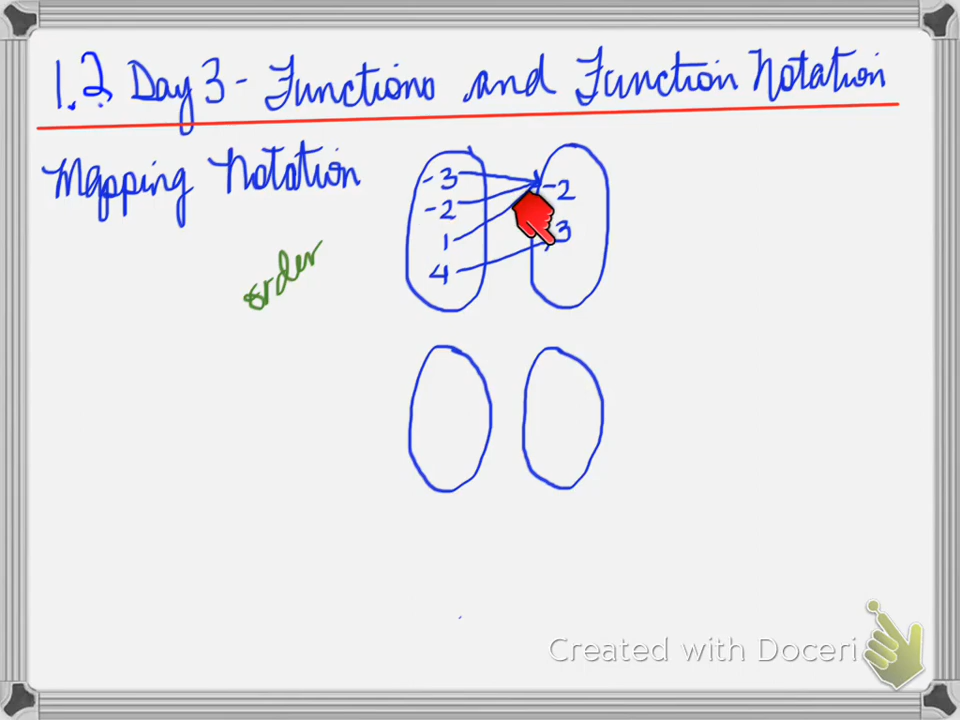 1.2 Day 3 - Functions and Function Notation
Mapping Notation
-3
-2
1
4
-2
3
order
Created with Doceri